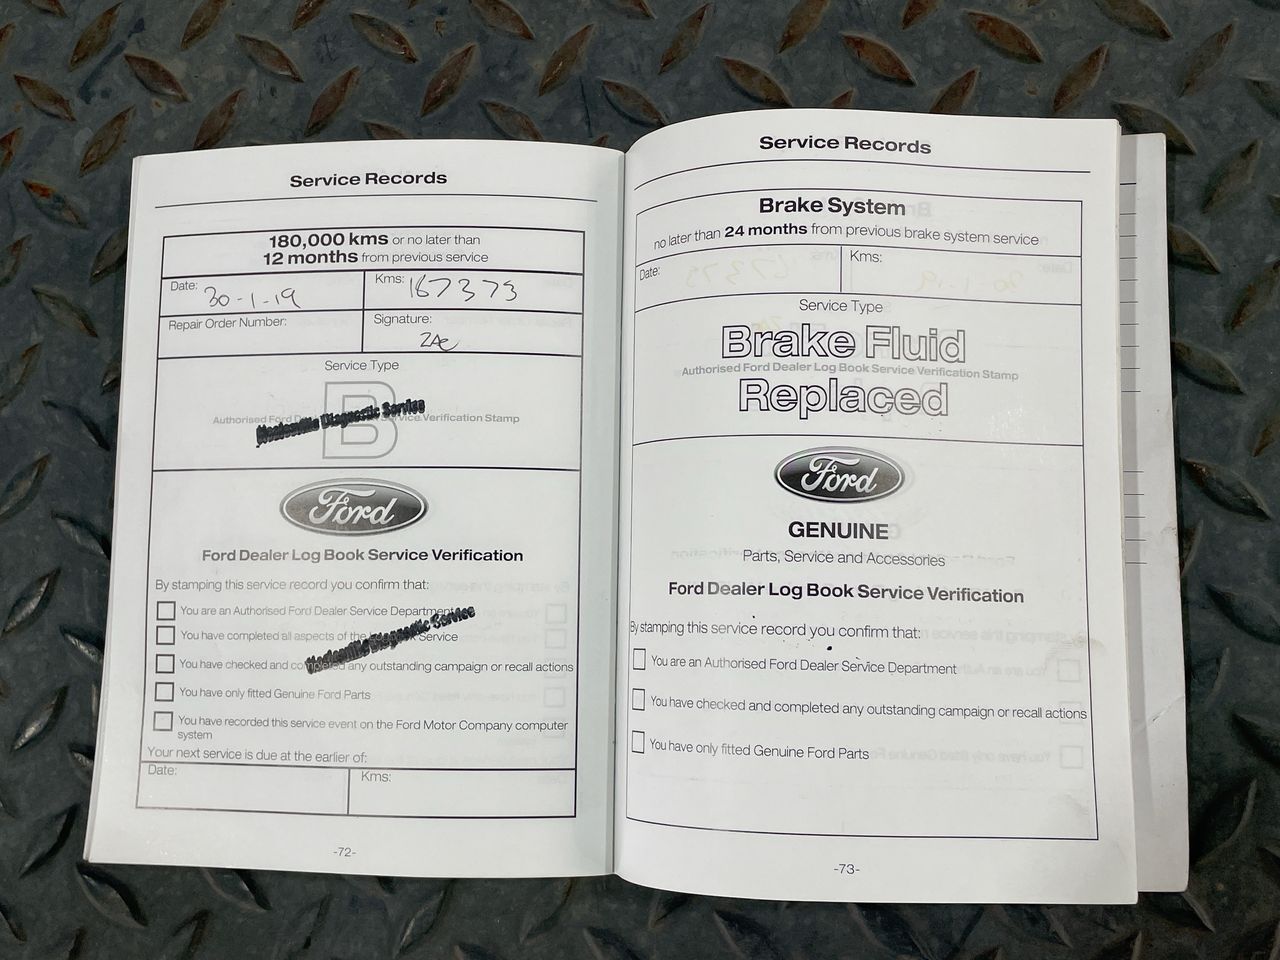 Service Records
180,000 kms or no later than
12 months from previous service
Date: 30-1-19
Kms: 167373
Repair Order Number:
Signature:
Service Type
B
Authorised Ford Service Verification Stamp
Diagnostic Service
Ford
Ford Dealer Log Book Service Verification
By stamping this service record you confirm that:
You are an Authorised Ford Dealer Service Department
You have completed all aspects of the Service
Diagnostic Service
You have checked and completed any outstanding campaign or recall actions
You have only fitted Genuine Ford Parts
You have recorded this service event on the Ford Motor Company computer
system
Your next service is due at the earlier of:
Date:
Kms:
-72-
Service Records
Brake System
no later than 24 months from previous brake system service
Date:
Kms:
Service Type
Brake Fluid
Authorised Ford Dealer Log Book Service Verification Stamp
Replaced
Ford
GENUINE
Parts, Service and Accessories
Ford Dealer Log Book Service Verification
By stamping this service record you confirm that:
You are an Authorised Ford Dealer Service Department
You have checked and completed any outstanding campaign or recall actions
You have only fitted Genuine Ford Parts
-73-